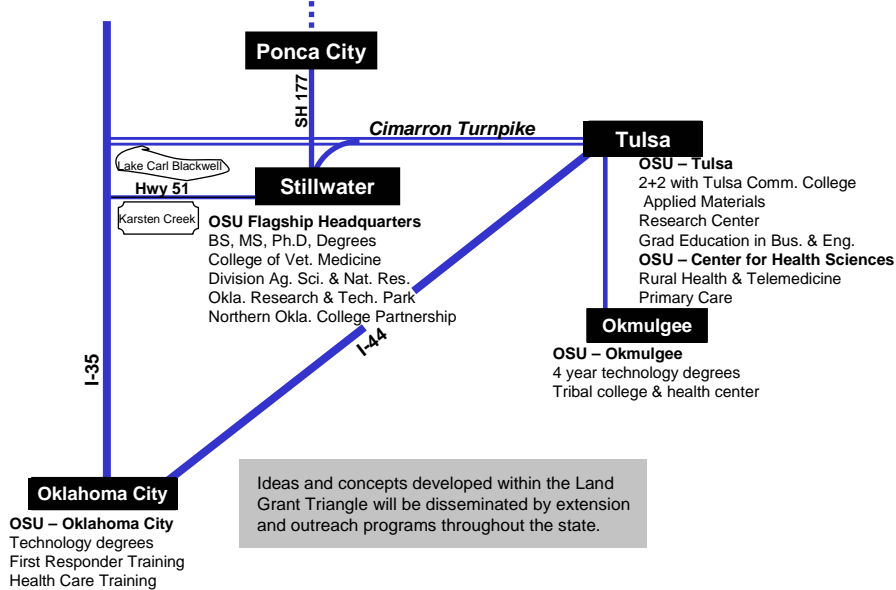 Ponca City
SH 177
Cimarron Turnpike
Tulsa
Lake Carl Blackwell
Hwy 51
Stillwater
Karsten Creek
OSU – Tulsa
2+2 with Tulsa Comm. College
Applied Materials
Research Center
Grad Education in Bus. & Eng.
OSU – Center for Health Sciences
Rural Health & Telemedicine
Primary Care
OSU Flagship Headquarters
BS, MS, Ph.D, Degrees
College of Vet. Medicine
Division Ag. Sci. & Nat. Res.
Okla. Research & Tech. Park
Northern Okla. College Partnership
Okmulgee
OSU – Okmulgee
4 year technology degrees
Tribal college & health center
I-44
I-35
Oklahoma City
OSU – Oklahoma City
Technology degrees
First Responder Training
Health Care Training
Ideas and concepts developed within the Land
Grant Triangle will be disseminated by extension
and outreach programs throughout the state.